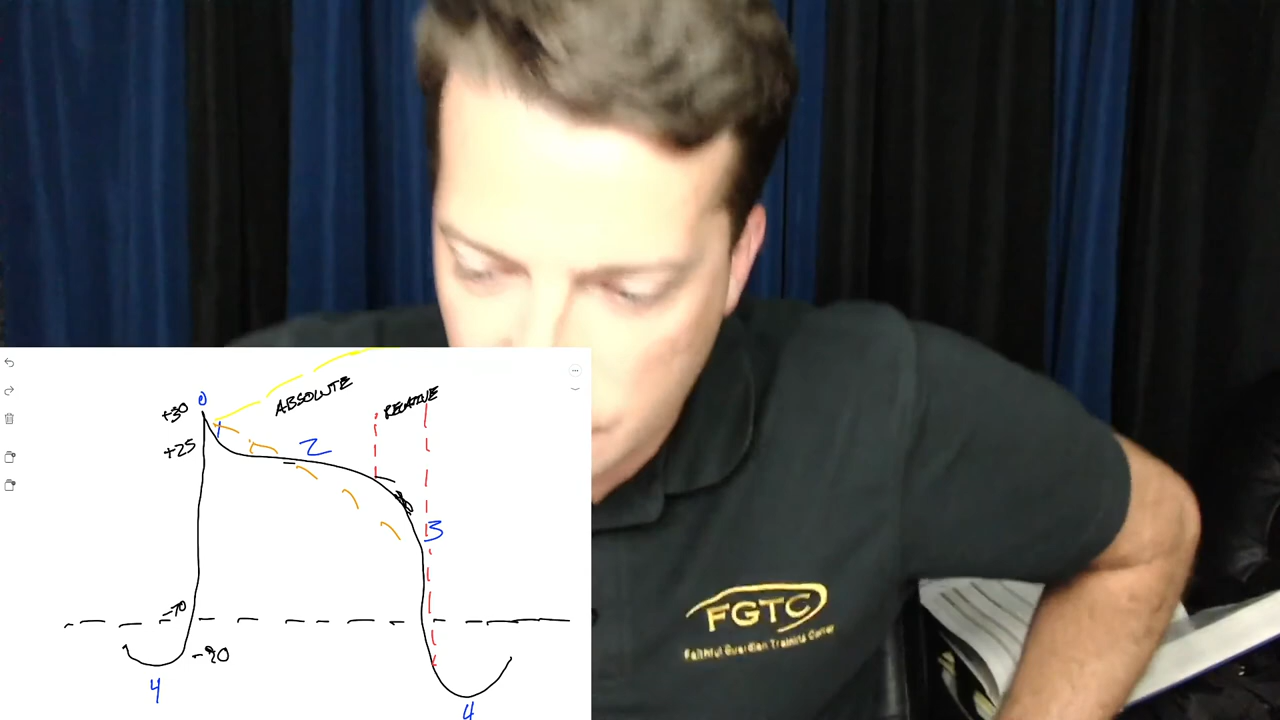 0
+30
ABSOLUTE
RELATIVE
+25
1
2
3
-70
-90
4
4
FGTC
Faithful Guardian Training Center